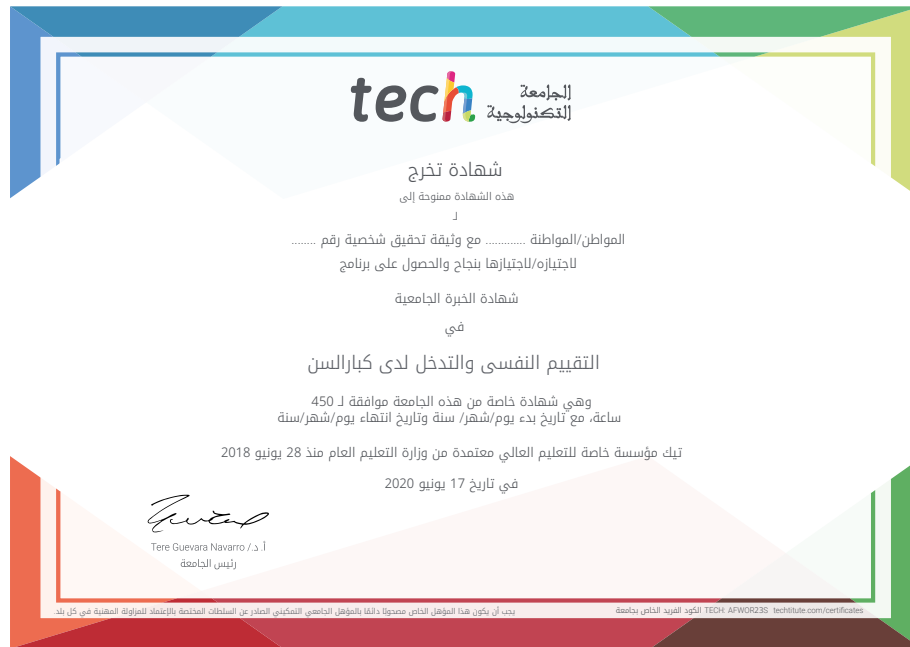 tech الجامعة
التكنولوجية
شهادة تخرج
هذه الشهادة ممنوحة إلى
لـ
المواطن/المواطنة ............. مع وثيقة تحقيق شخصية رقم ........
لاجتيازه/لاجتيازها بنجاح والحصول على برنامج
شهادة الخبرة الجامعية
في
التقييم النفسى والتدخل لدى كبارالسن
وهي شهادة خاصة من هذه الجامعة موافقة لـ 450
ساعة، مع تاريخ بدء يوم/شهر/ سنة وتاريخ انتهاء يوم/شهر/سنة
تيك مؤسسة خاصة للتعليم العالي معتمدة من وزارة التعليم العام منذ 28 يونيو 2018
في تاريخ 17 يونيو 2020
أ.د./ Tere Guevara Navarro
رئيس الجامعة
الكود الفريد الخاص بجامعة TECH: AFWOR23S techtitute.com/certificates
يجب أن يكون هذا المؤهل الخاص مصحوبًا دائمًا بالمؤهل الجامعي التمكيني الصادر عن السلطات المختصة بالإعتماد للمزاولة المهنية في كل بلد.